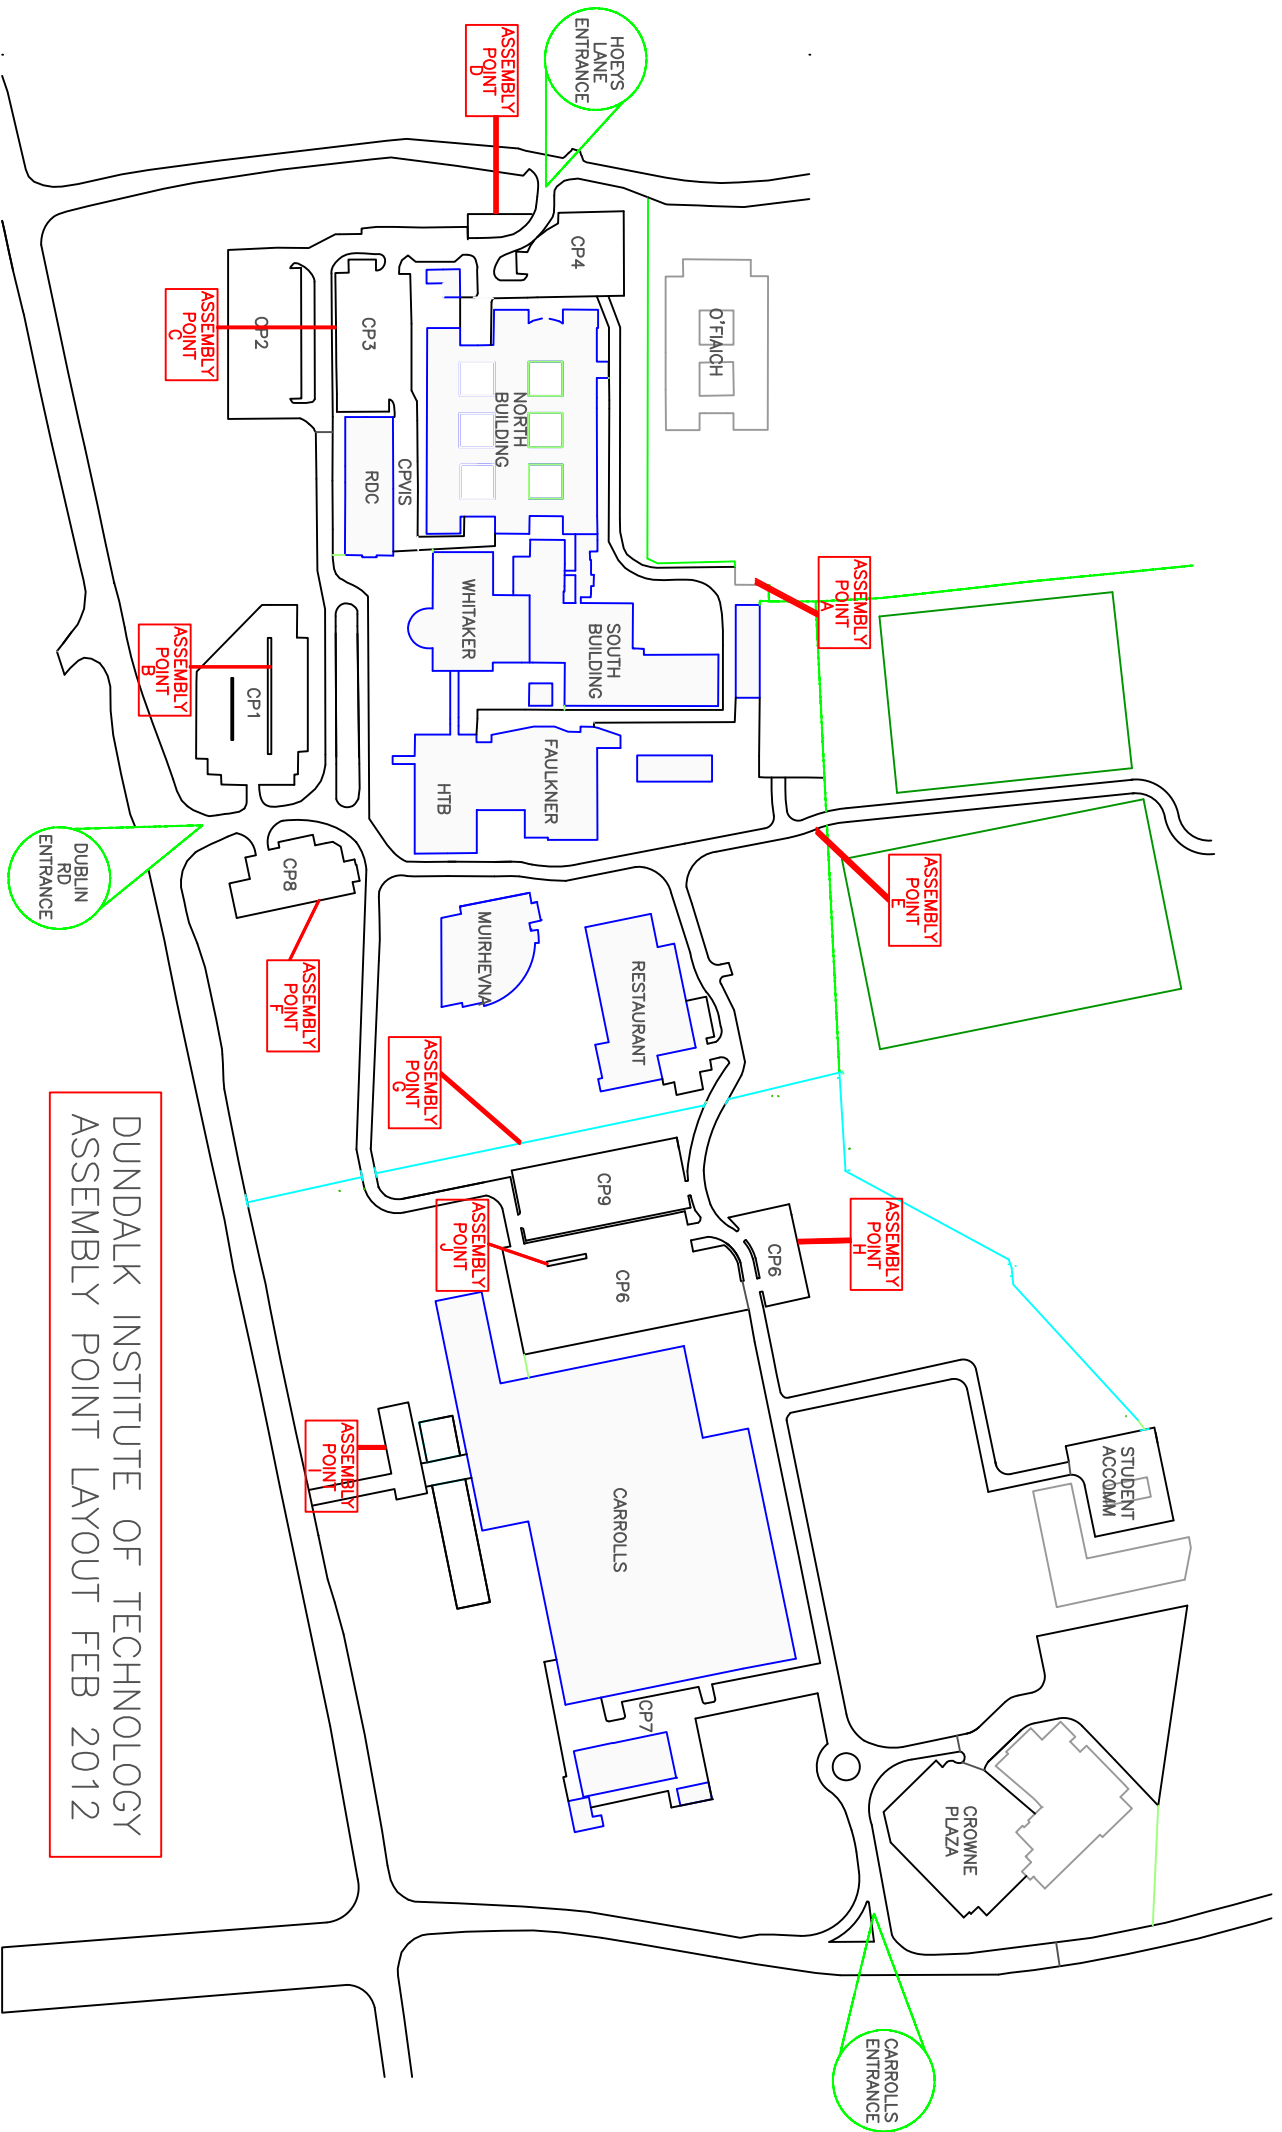 HOEYS
LANE
ENTRANCE
ASSEMBLY
POINT
D
CP4
O'FIAICH
ASSEMBLY
POINT
C
CP2
CP3
NORTH
BUILDING
CPVIS
RDC
ASSEMBLY
POINT
A
WHITAKER
SOUTH
BUILDING
ASSEMBLY
POINT
B
CP1
FAULKNER
HTB
DUBLIN
RD
ENTRANCE
CP8
ASSEMBLY
POINT
E
MUIRHEVNA
RESTAURANT
ASSEMBLY
POINT
F
ASSEMBLY
POINT
G
CP9
ASSEMBLY
POINT
J
CP6
CP6
ASSEMBLY
POINT
H
STUDENT
ACCOMM
ASSEMBLY
POINT
I
CARROLLS
CP7
CROWNE
PLAZA
CARROLLS
ENTRANCE
DUNDALK INSTITUTE OF TECHNOLOGY
ASSEMBLY POINT LAYOUT FEB 2012